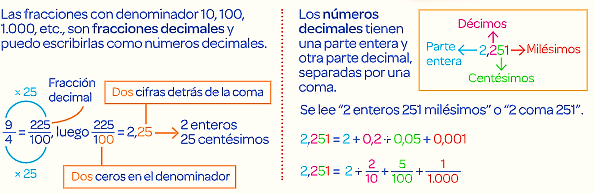 Las fracciones con denominador 10, 100,
1.000, etc., son fracciones decimales y
puedo escribirlas como números decimales.
× 25
Fracción
decimal
Dos cifras detrás de la coma
9/4 = 225/100, luego 225/100 = 2,25 → 2 enteros
25 centésimos
× 25
Dos ceros en el denominador
Los números
decimales tienen
una parte entera y
otra parte decimal,
separadas por una
coma.
Décimos
Parte
entera
2,251
Milésimos
Centésimos
Se lee “2 enteros 251 milésimos” o “2 coma 251”.
2,251 = 2 + 0,2 ÷ 0,05 + 0,001
2,251 = 2 ÷ 2/10 + 5/100 + 1/1.000